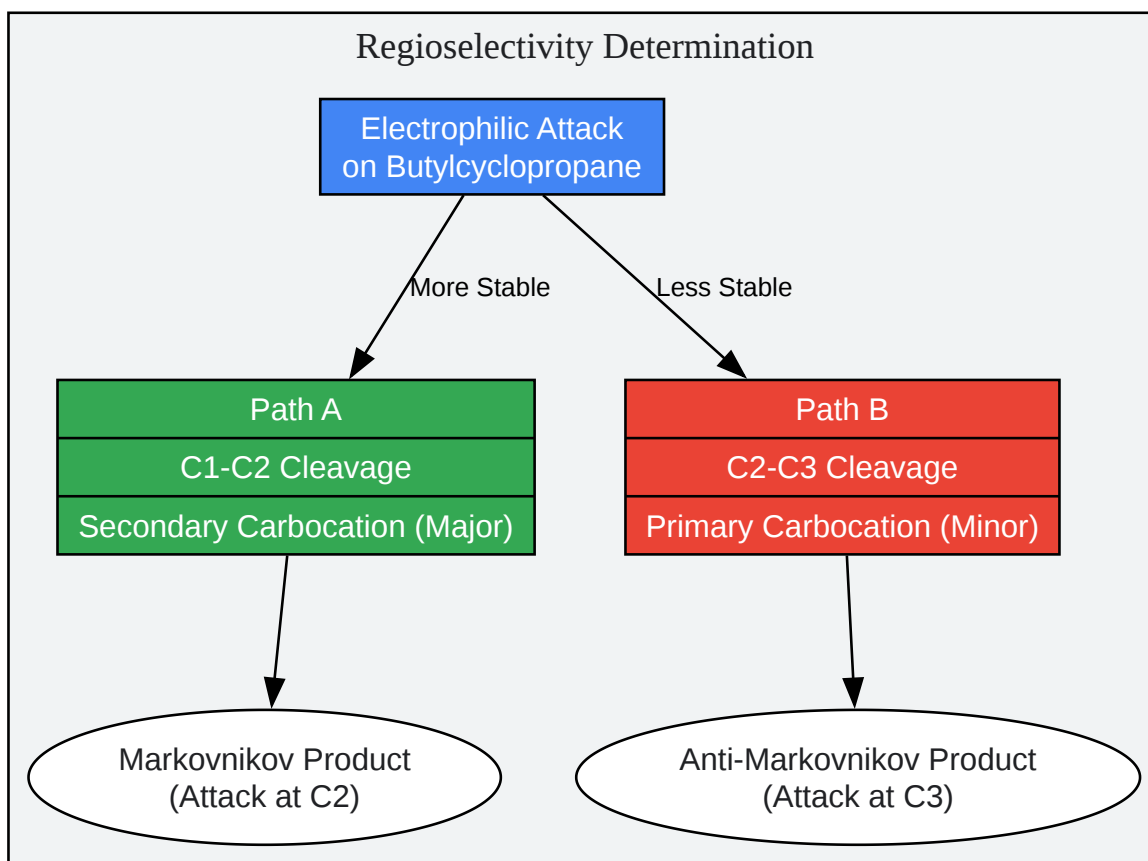 Regioselectivity Determination
Electrophilic Attack
on Butylcyclopropane
More Stable
Less Stable
Path A
C1-C2 Cleavage
Secondary Carbocation (Major)
Path B
C2-C3 Cleavage
Primary Carbocation (Minor)
Markovnikov Product
(Attack at C2)
Anti-Markovnikov Product
(Attack at C3)